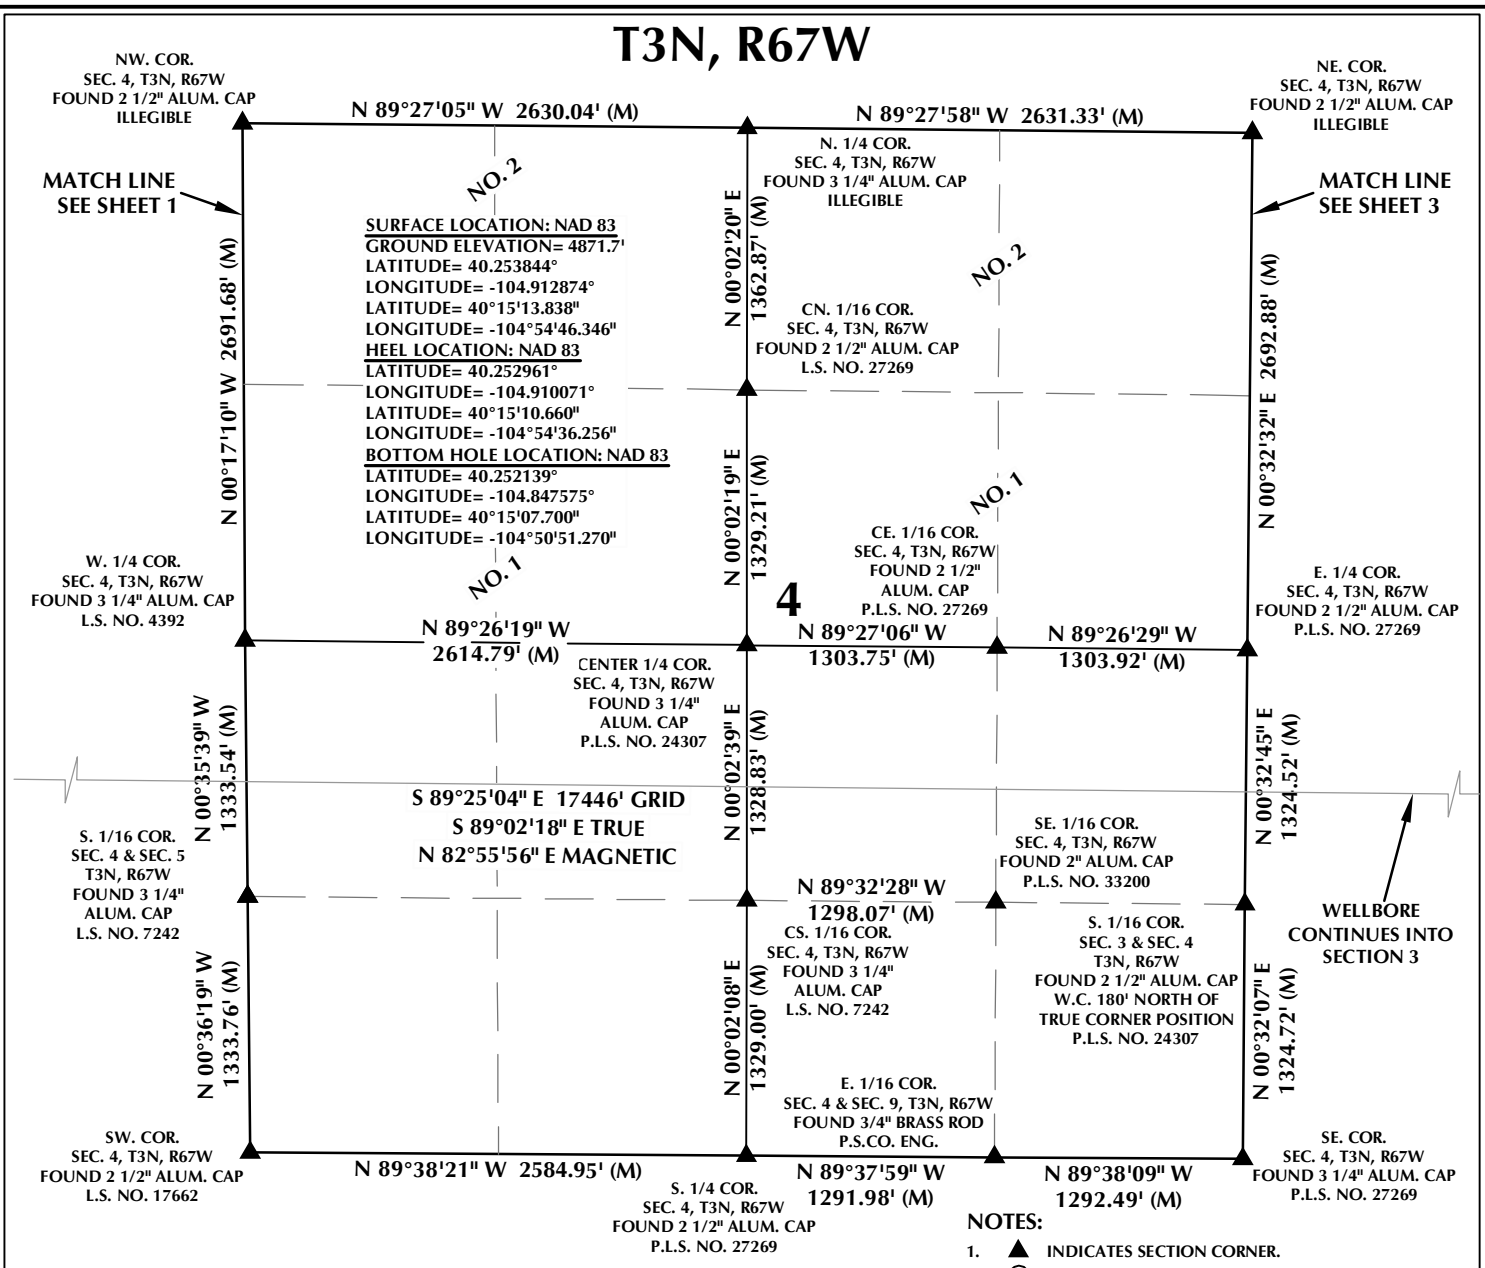 T3N, R67W
NW. COR.
SEC. 4, T3N, R67W
FOUND 2 1/2" ALUM. CAP
ILLEGIBLE
N 89°27'05" W 2630.04' (M)
N 89°27'58" W 2631.33' (M)
NE. COR.
SEC. 4, T3N, R67W
FOUND 2 1/2" ALUM. CAP
ILLEGIBLE
N. 1/4 COR.
SEC. 4, T3N, R67W
FOUND 3 1/4" ALUM. CAP
ILLEGIBLE
MATCH LINE
SEE SHEET 1
NO. 2
MATCH LINE
SEE SHEET 3
SURFACE LOCATION: NAD 83
GROUND ELEVATION= 4871.7'
LATITUDE= 40.253844°
LONGITUDE= -104.912874°
LATITUDE= 40°15'13.838"
LONGITUDE= -104°54'46.346"
HEEL LOCATION: NAD 83
LATITUDE= 40.252961°
LONGITUDE= -104.910071°
LATITUDE= 40°15'10.660"
LONGITUDE= -104°54'36.256"
BOTTOM HOLE LOCATION: NAD 83
LATITUDE= 40.252139°
LONGITUDE= -104.847575°
LATITUDE= 40°15'07.700"
LONGITUDE= -104°50'51.270"
N 00°17'10" W 2691.68' (M)
N 00°02'20" E
1362.87' (M)
NO. 2
N 00°32'32" E 2692.88' (M)
CN. 1/16 COR.
SEC. 4, T3N, R67W
FOUND 2 1/2" ALUM. CAP
L.S. NO. 27269
N 00°02'19" E
1329.21' (M)
NO. 1
NO. 1
CE. 1/16 COR.
SEC. 4, T3N, R67W
FOUND 2 1/2"
ALUM. CAP
P.L.S. NO. 27269
W. 1/4 COR.
SEC. 4, T3N, R67W
FOUND 3 1/4" ALUM. CAP
L.S. NO. 4392
E. 1/4 COR.
SEC. 4, T3N, R67W
FOUND 2 1/2" ALUM. CAP
P.L.S. NO. 27269
4
N 89°26'19" W
2614.79' (M)
N 89°27'06" W
1303.75' (M)
N 89°26'29" W
1303.92' (M)
CENTER 1/4 COR.
SEC. 4, T3N, R67W
FOUND 3 1/4"
ALUM. CAP
P.L.S. NO. 24307
N 00°35'39" W
1333.54' (M)
N 00°02'39" E
1328.83' (M)
N 00°32'45" E
1324.52' (M)
S 89°25'04" E 17446' GRID
S 89°02'18" E TRUE
N 82°55'56" E MAGNETIC
S. 1/16 COR.
SEC. 4 & SEC. 5
T3N, R67W
FOUND 3 1/4"
ALUM. CAP
L.S. NO. 7242
SE. 1/16 COR.
SEC. 4, T3N, R67W
FOUND 2" ALUM. CAP
P.L.S. NO. 33200
N 89°32'28" W
1298.07' (M)
WELLBORE
CONTINUES INTO
SECTION 3
CS. 1/16 COR.
SEC. 4, T3N, R67W
FOUND 3 1/4"
ALUM. CAP
L.S. NO. 7242
S. 1/16 COR.
SEC. 3 & SEC. 4
T3N, R67W
FOUND 2 1/2" ALUM. CAP
W.C. 180' NORTH OF
TRUE CORNER POSITION
P.L.S. NO. 24307
N 00°36'19" W
1333.76' (M)
N 00°02'08" E
1329.00' (M)
N 00°32'07" E
1324.72' (M)
E. 1/16 COR.
SEC. 4 & SEC. 9, T3N, R67W
FOUND 3/4" BRASS ROD
P.S.CO. ENG.
SW. COR.
SEC. 4, T3N, R67W
FOUND 2 1/2" ALUM. CAP
L.S. NO. 17662
N 89°38'21" W 2584.95' (M)
N 89°37'59" W
1291.98' (M)
N 89°38'09" W
1292.49' (M)
SE. COR.
SEC. 4, T3N, R67W
FOUND 3 1/4" ALUM. CAP
P.L.S. NO. 27269
S. 1/4 COR.
SEC. 4, T3N, R67W
FOUND 2 1/2" ALUM. CAP
P.L.S. NO. 27269
NOTES:
1. ▲ INDICATES SECTION CORNER.